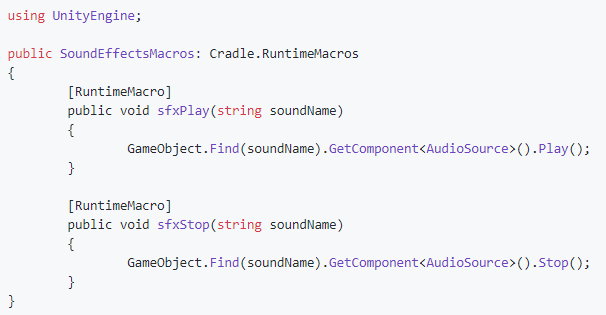 using UnityEngine;
public SoundEffectsMacros: Cradle.RuntimeMacros
{
[RuntimeMacro]
public void sfxPlay(string soundName)
{
GameObject.Find(soundName).GetComponent<AudioSource>().Play();
}
[RuntimeMacro]
public void sfxStop(string soundName)
{
GameObject.Find(soundName).GetComponent<AudioSource>().Stop();
}
}